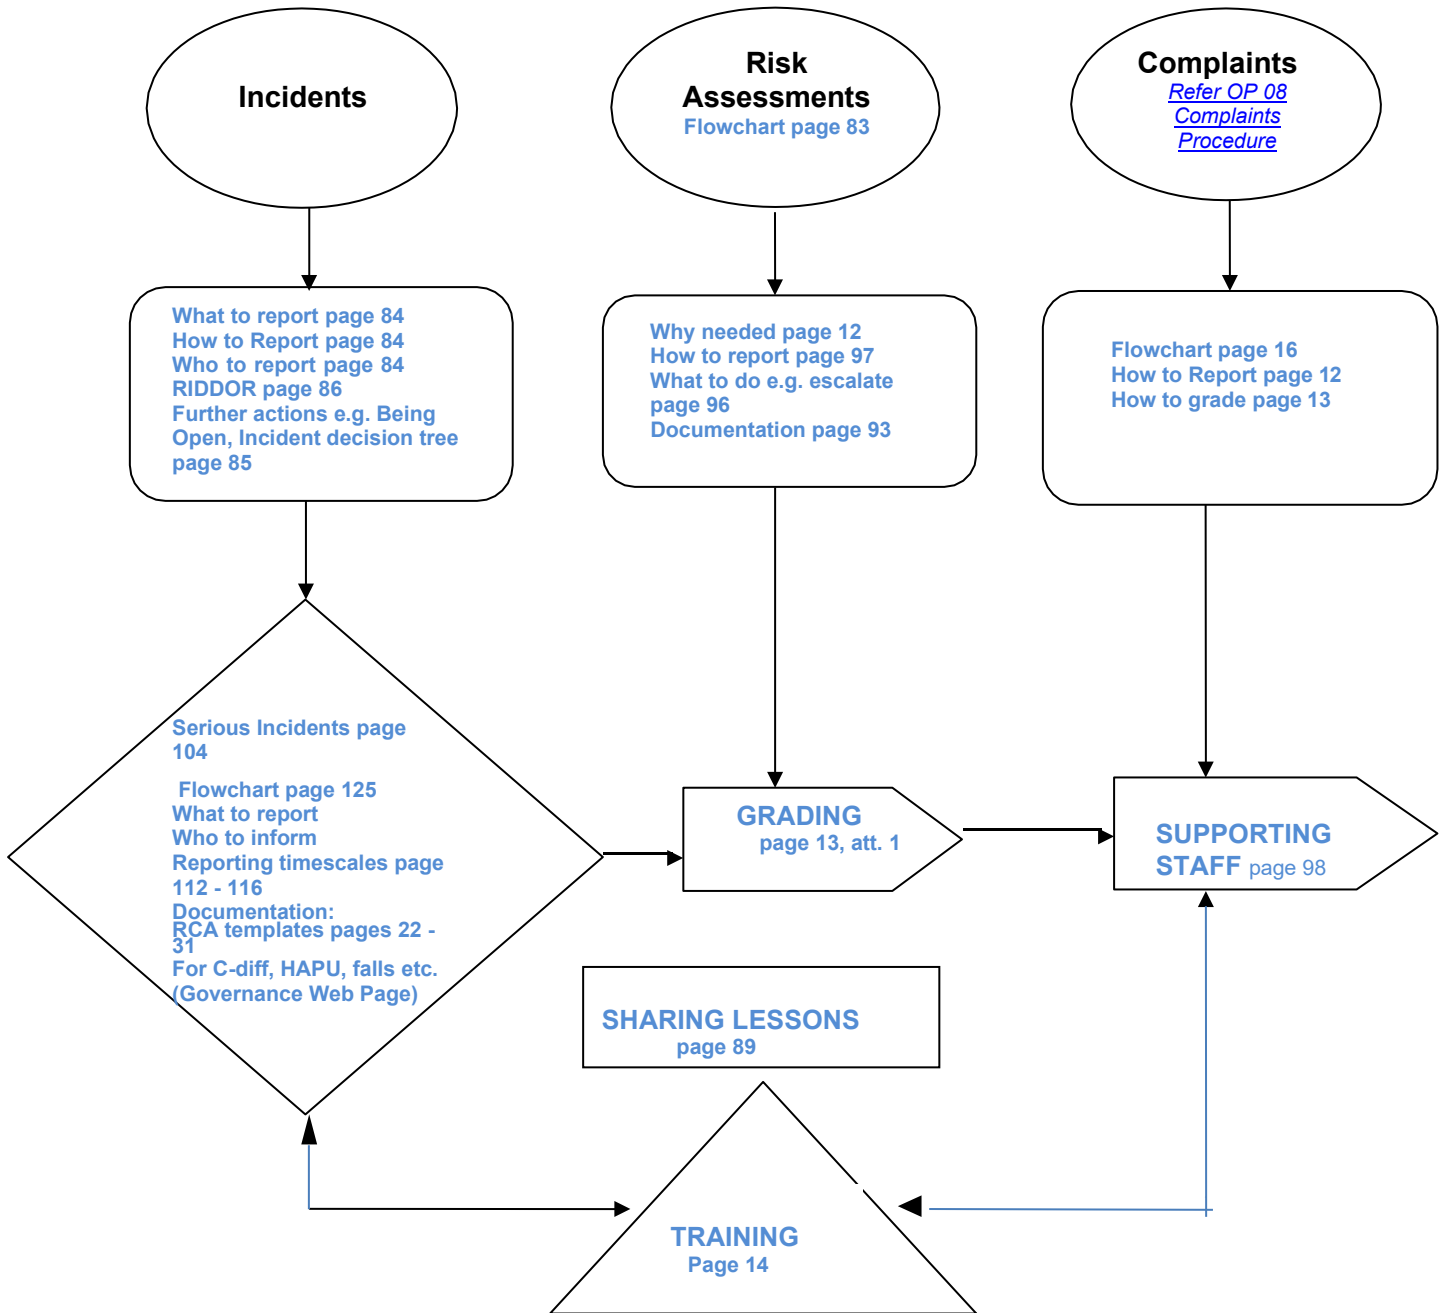 Incidents
Risk
Assessments
Flowchart page 83
Complaints
Refer OP 08
Complaints
Procedure
What to report page 84
How to Report page 84
Who to report page 84
RIDDOR page 86
Further actions e.g. Being
Open, Incident decision tree
page 85
Why needed page 12
How to report page 97
What to do e.g. escalate
page 96
Documentation page 93
Flowchart page 16
How to Report page 12
How to grade page 13
Serious Incidents page
104
Flowchart page 125
What to report
Who to inform
Reporting timescales page
112 - 116
Documentation:
RCA templates pages 22 -
31
For C-diff, HAPU, falls etc.
(Governance Web Page)
GRADING
page 13, att. 1
SUPPORTING
STAFF page 98
SHARING LESSONS
page 89
TRAINING
Page 14